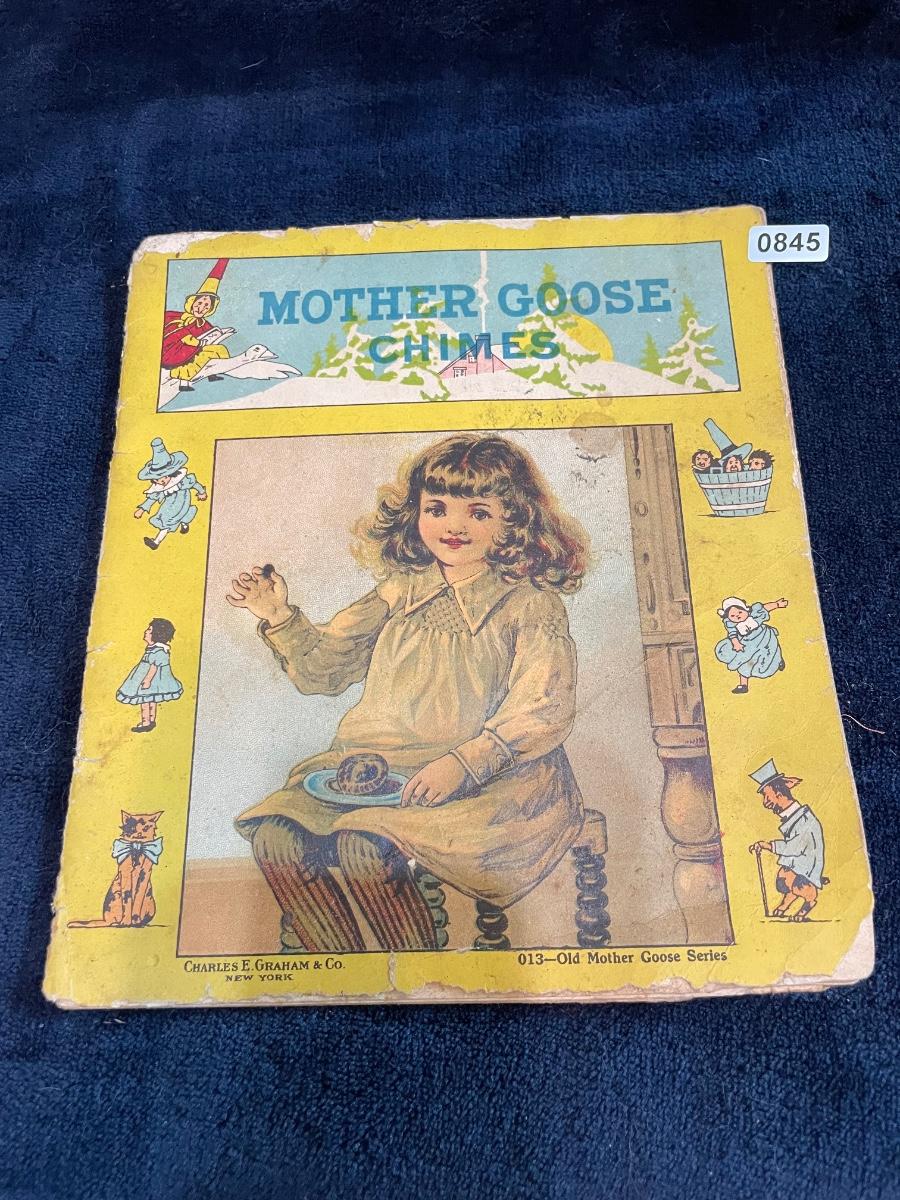 0845
MOTHER GOOSE
CHIMES
CHARLES E. GRAHAM & CO.
NEW YORK
013—Old Mother Goose Series